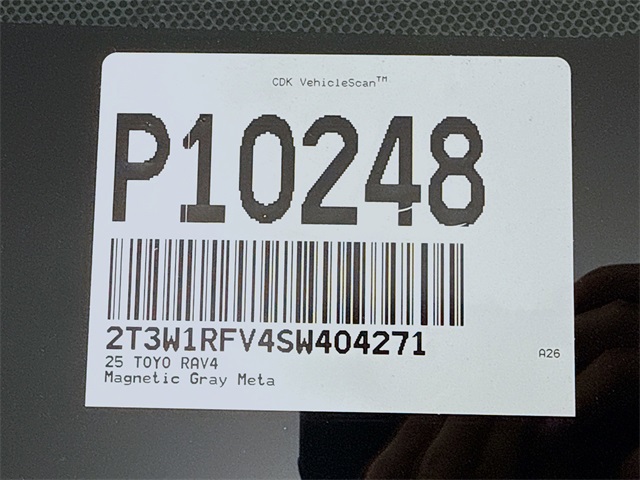 CDK VehicleScan™
P10248
2T3W1RFV4SW404271
25 TOYO RAV4
Magnetic Gray Meta
A26